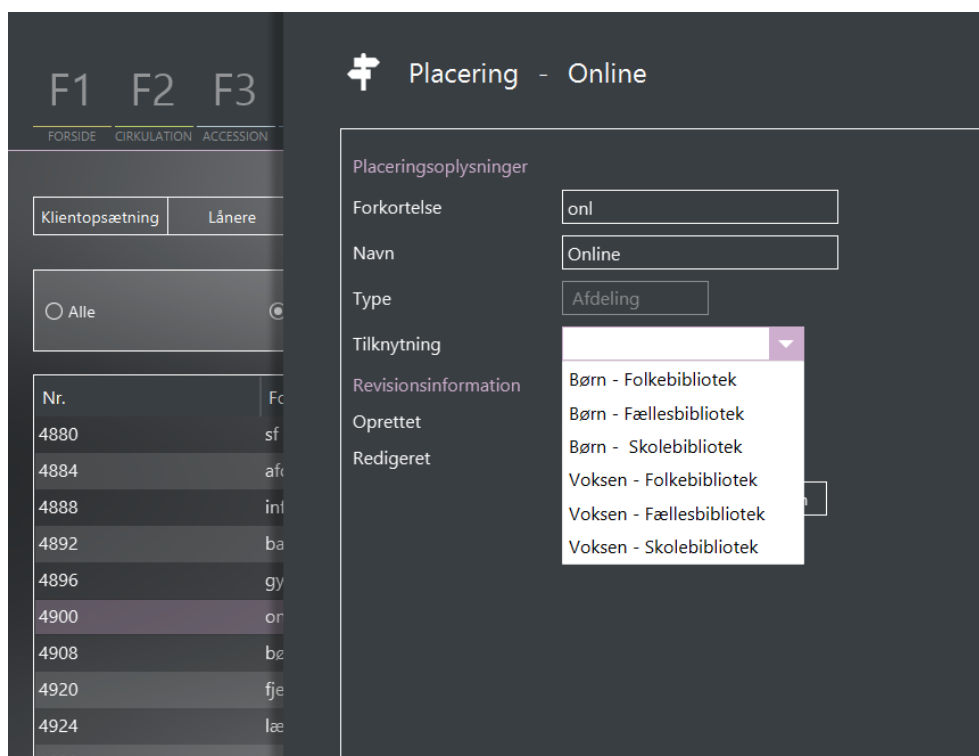 F1 F2 F3
FORSIDE CIRKULATION ACCESSION
Klientopsætning Lånere
Alle
Nr.
4880 sf
4884
4888
4892
4896
4900
4908
4920
4924
Placering - Online
Placeringsoplysninger
Forkortelse onl
Navn Online
Type Afdeling
Tilknytning
Børn - Folkebibliotek
Børn - Fællesbibliotek
Børn - Skolebibliotek
Voksen - Folkebibliotek
Voksen - Fællesbibliotek
Voksen - Skolebibliotek
Revisionsinformation
Oprettet
Redigeret